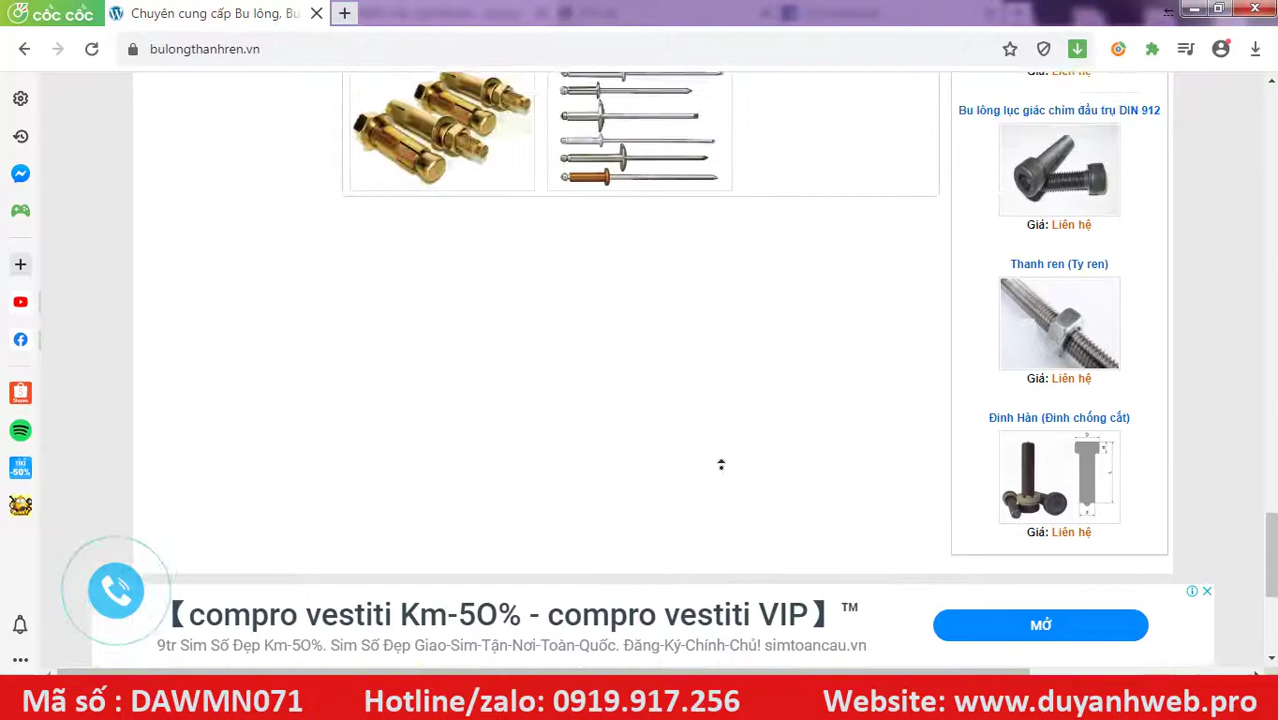 cốc cốc
Chuyên cung cấp Bu lông, Bu
bulongthanhren.vn
Giá: Liên hệ
Bu lông lục giác chìm đầu trụ DIN 912
Giá: Liên hệ
Thanh ren (Ty ren)
Giá: Liên hệ
Đinh Hàn (Đinh chống cắt)
Giá: Liên hệ
【compro vestiti Km-5O% - compro vestiti VIP】™
9tr Sim Số Đẹp Km-5O%. Sim Số Đẹp Giao-Sim-Tận-Nơi-Toàn-Quốc. Đăng-Ký-Chính-Chủ! simtoancau.vn
MỞ
Mã số : DAWMN071
Hotline/zalo: 0919.917.256
Website: www.duyanhweb.pro